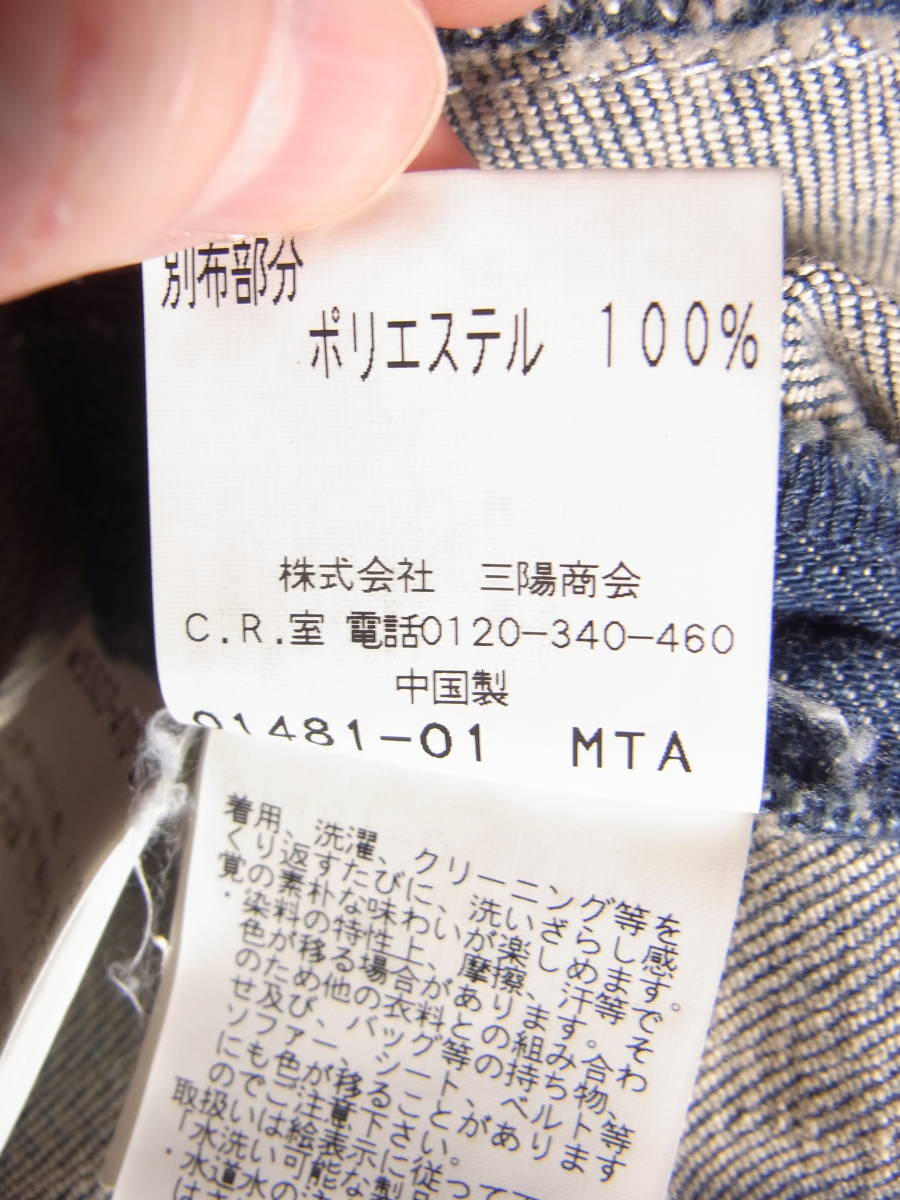 別布部分
ポリエステル 100%
株式会社 三陽商会
C.R.室 電話0120-340-460
中国製
01481-01 MTA
着用、洗濯、クリーニング等を
くり返すたびに、洗いざらし感
覚の素朴な味わいが楽しめます。
・染料の特性上、摩擦、汗等で
色が移る場合があります。そ
のため他の衣料との組み合わ
せ及び、バッグ等の持ち物、
ソファー、シート、ベルト等
にも色が移ることがあります
のでご注意下さい。
取扱いは絵表示に従って下
「水洗い可能な製品
・水道水の